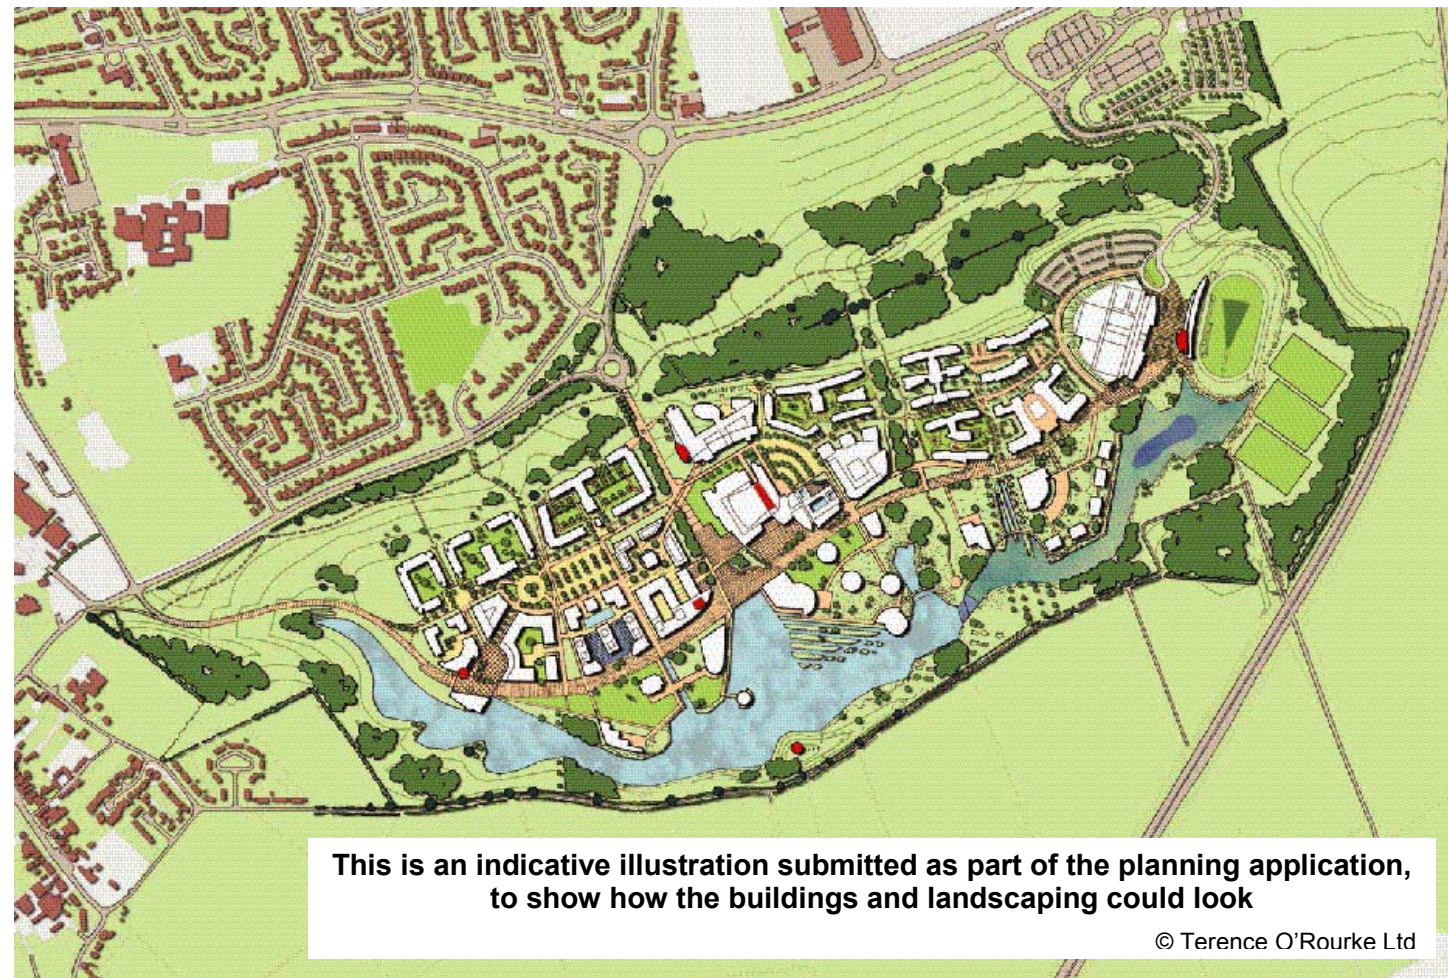 This is an indicative illustration submitted as part of the planning application,
to show how the buildings and landscaping could look
© Terence O’Rourke Ltd